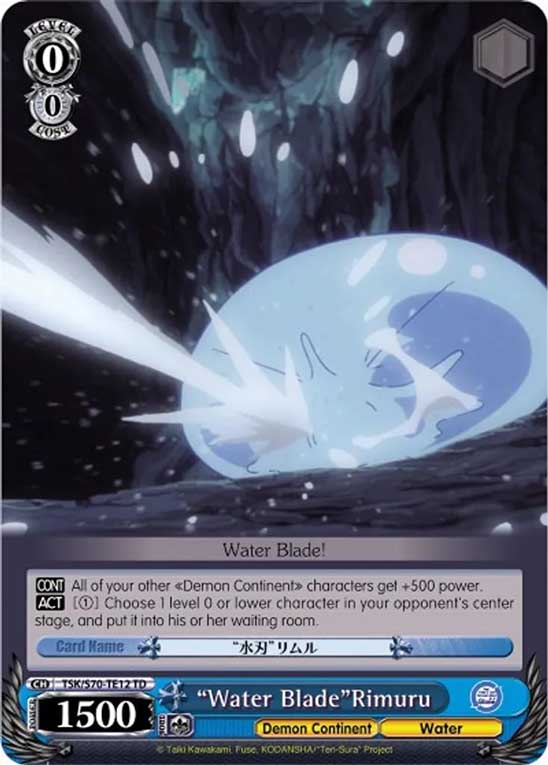 LEVEL
0
0
COST
Water Blade!
CONT All of your other «Demon Continent» characters get +500 power.
ACT [①] Choose 1 level 0 or lower character in your opponent's center
stage, and put it into his or her waiting room.
Card Name “水刃”リムル
CH TSK/S70-TE12 TD
“Water Blade”Rimuru
POWER 1500 SOUL
Demon Continent Water
© Taiki Kawakami, Fuse, KODANSHA/“Ten-Sura” Project